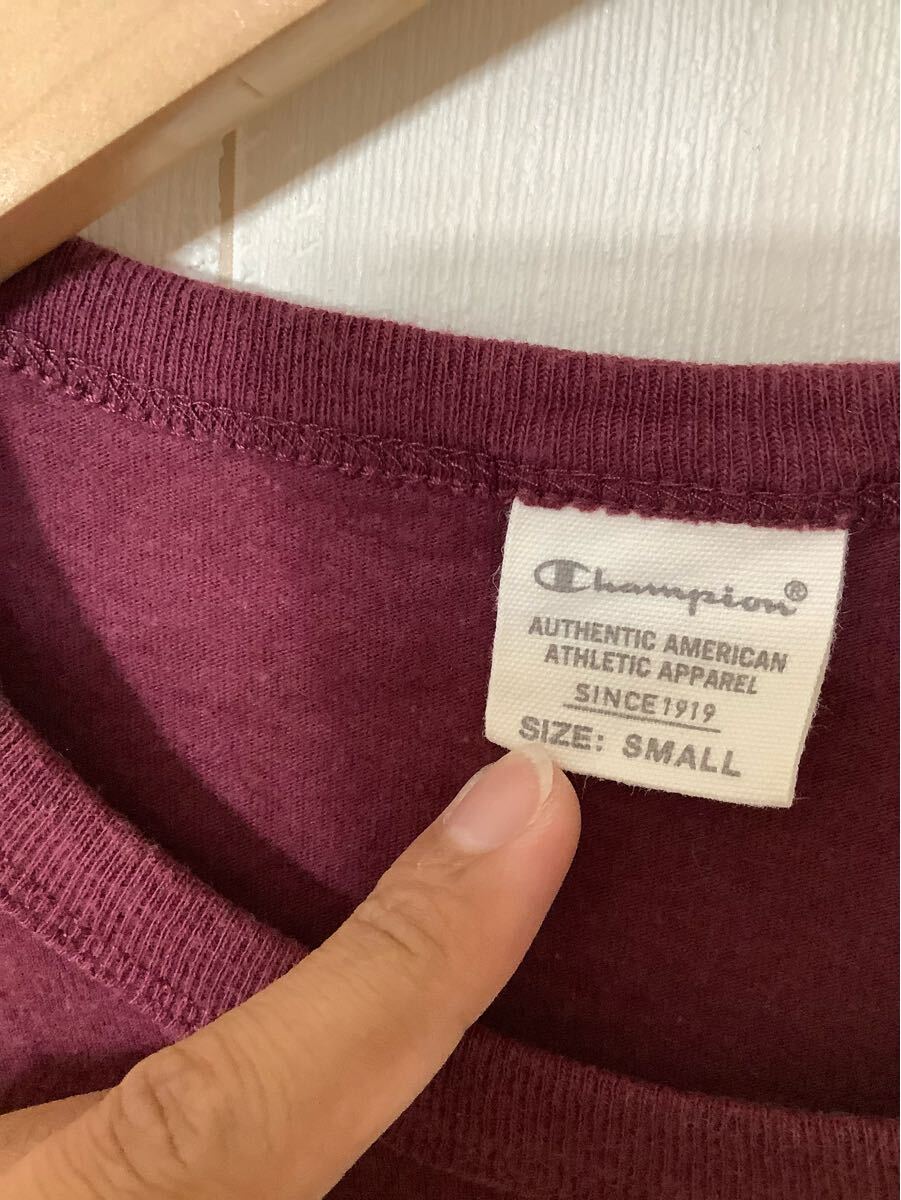 Champion®
AUTHENTIC AMERICAN
ATHLETIC APPAREL
SINCE 1919
SIZE: SMALL